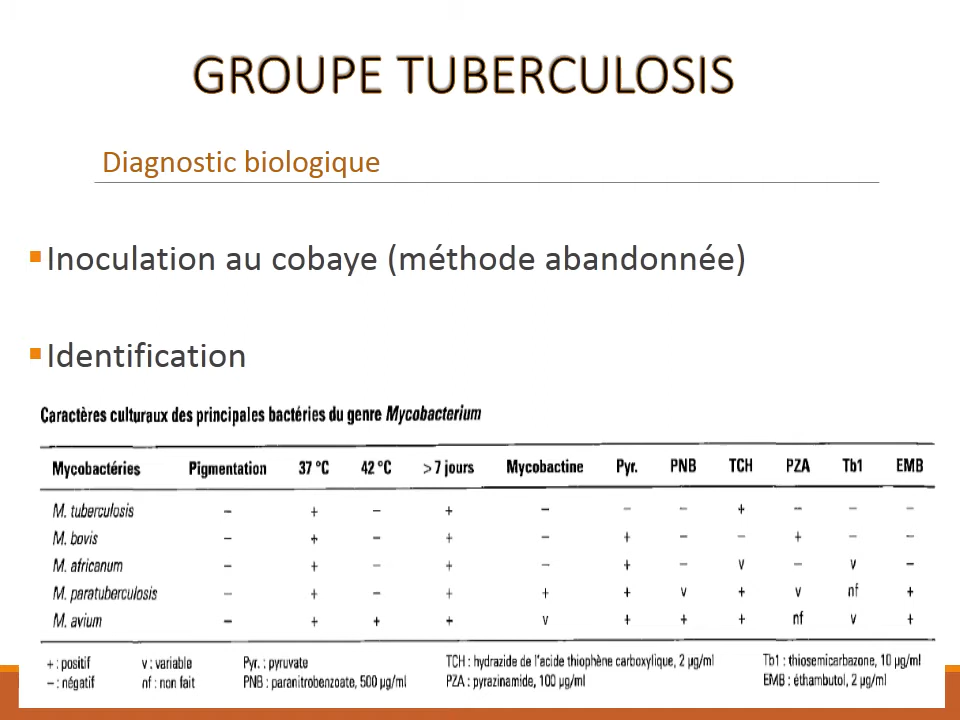 GROUPE TUBERCULOSIS
Diagnostic biologique
▪Inoculation au cobaye (méthode abandonnée)
▪Identification
Caractères culturaux des principales bactéries du genre Mycobacterium
Mycobactéries Pigmentation 37 °C 42 °C > 7 jours Mycobactine Pyr. PNB TCH PZA Tb1 EMB
M. tuberculosis – + – + – – – + – – –
M. bovis – + – + – + – – + – –
M. africanum – + – + – + – v – v –
M. paratuberculosis – + – + + + v + v nf +
M. avium – + + + v + + + nf v +
+ : positif v : variable Pyr. : pyruvate TCH : hydrazide de l'acide thiophène carboxylique, 2 µg/ml Tb1 : thiosemicarbazone, 10 µg/ml
– : négatif nf : non fait PNB : paranitrobenzoate, 500 µg/ml PZA : pyrazinamide, 100 µg/ml EMB : éthambutol, 2 µg/ml